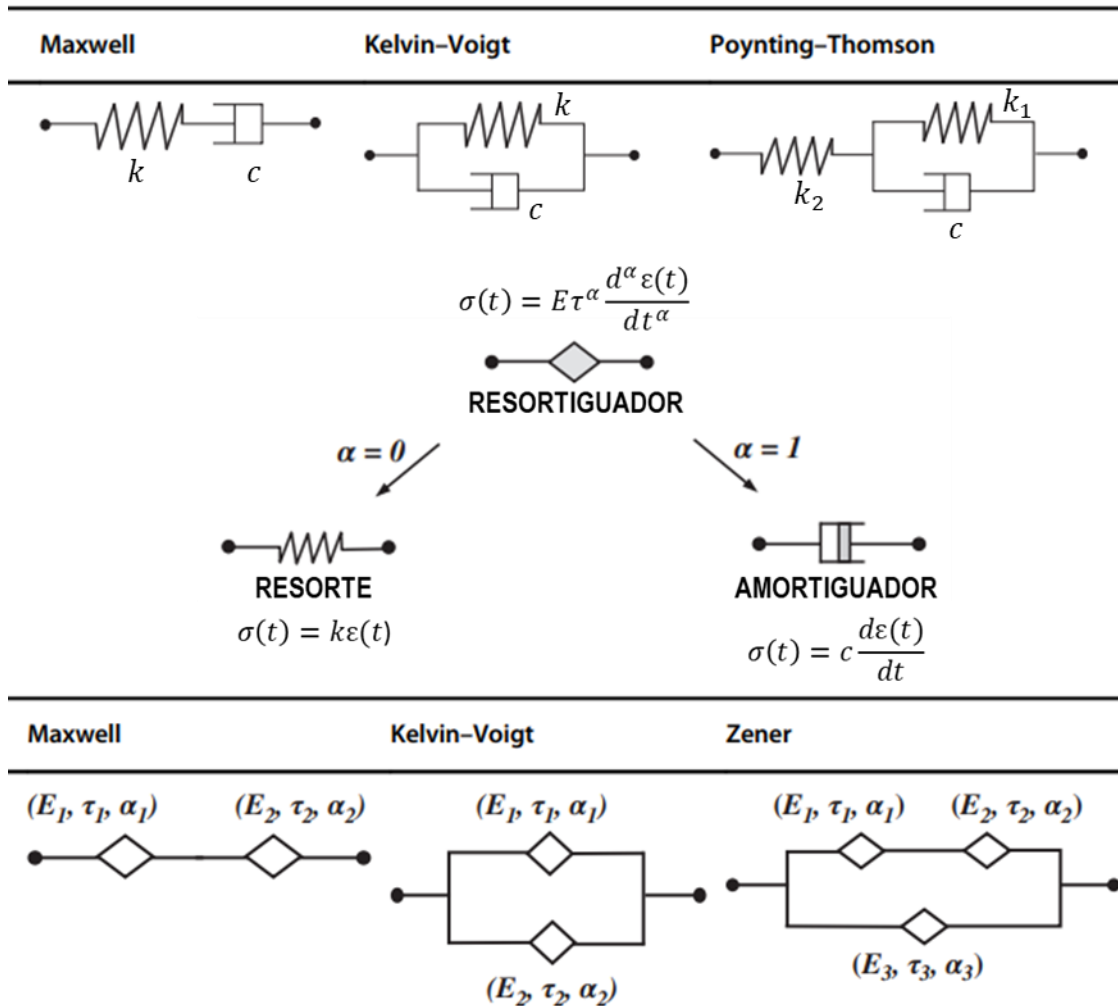 Maxwell Kelvin–Voigt Poynting–Thomson
k c
k
c
k₁
k₂
c
σ(t) = Eτ^α d^α ε(t)/dt^α
RESORTIGUADOR
α = 0 α = 1
RESORTE AMORTIGUADOR
σ(t) = kε(t) σ(t) = c dε(t)/dt
Maxwell Kelvin–Voigt Zener
(E₁, τ₁, α₁) (E₂, τ₂, α₂) (E₁, τ₁, α₁) (E₁, τ₁, α₁) (E₂, τ₂, α₂)
(E₂, τ₂, α₂) (E₃, τ₃, α₃)